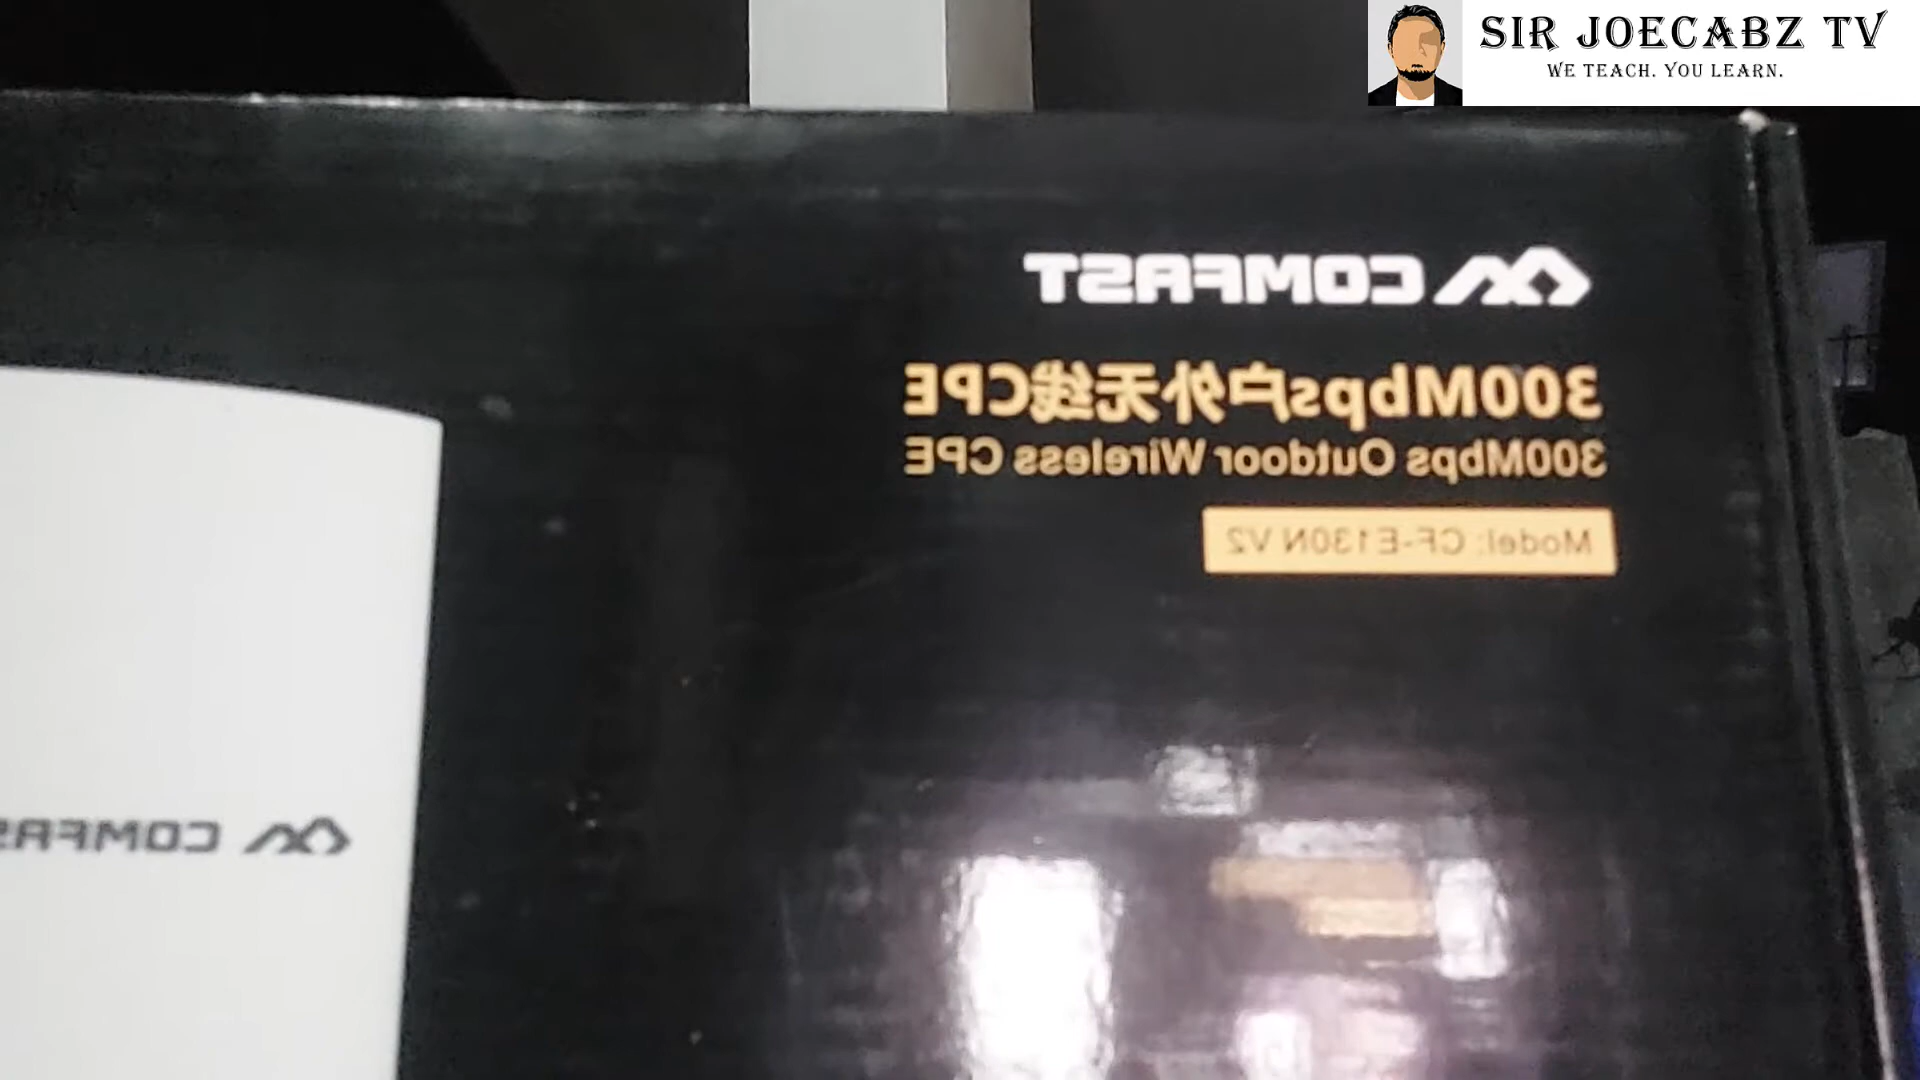 SIR JOECABZ TV
WE TEACH. YOU LEARN.
COMFAST
300Mbps户外无线CPE
300Mbps Outdoor Wireless CPE
Model: CF-E130N V2
COMFAS